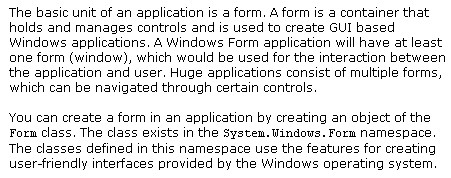 The basic unit of an application is a form. A form is a container that
holds and manages controls and is used to create GUI based
Windows applications. A Windows Form application will have at least
one form (window), which would be used for the interaction between
the application and user. Huge applications consist of multiple forms,
which can be navigated through certain controls.
You can create a form in an application by creating an object of the
Form class. The class exists in the System.Windows.Form namespace.
The classes defined in this namespace use the features for creating
user-friendly interfaces provided by the Windows operating system.